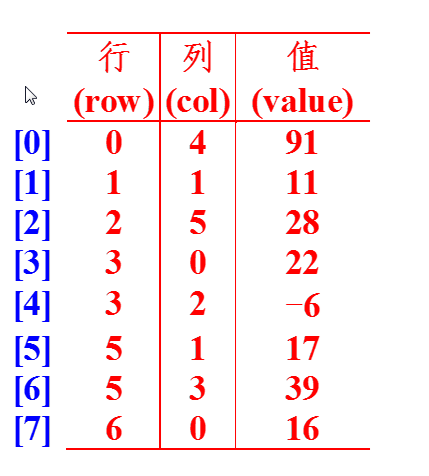 行 列 值
(row) (col) (value)
[0] 0 4 91
[1] 1 1 11
[2] 2 5 28
[3] 3 0 22
[4] 3 2 −6
[5] 5 1 17
[6] 5 3 39
[7] 6 0 16